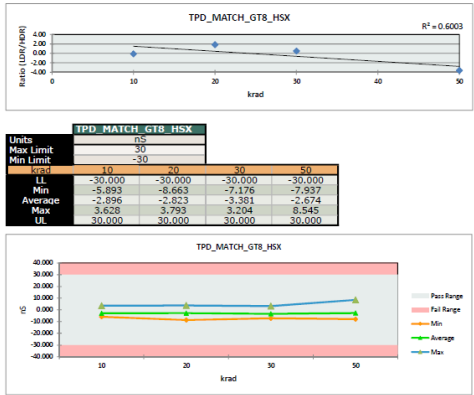 TPD_MATCH_GT8_HSX
R² = 0.6003
Ratio (LDR/HDR)
4.00
2.00
0.00
-2.00
-4.00
0 10 20 30 40 50
krad
TPD_MATCH_GT8_HSX
Units nS
Max Limit 30
Min Limit -30
krad 10 20 30 50
LL -30.000 -30.000 -30.000 -30.000
Min -5.893 -8.663 -7.176 -7.937
Average -2.896 -2.823 -3.381 -2.674
Max 3.628 3.793 3.204 8.545
UL 30.000 30.000 30.000 30.000
TPD_MATCH_GT8_HSX
nS
40.000
30.000
20.000
10.000
0.000
-10.000
-20.000
-30.000
-40.000
10 20 30 50
krad
Pass Range
Fail Range
Min
Average
Max